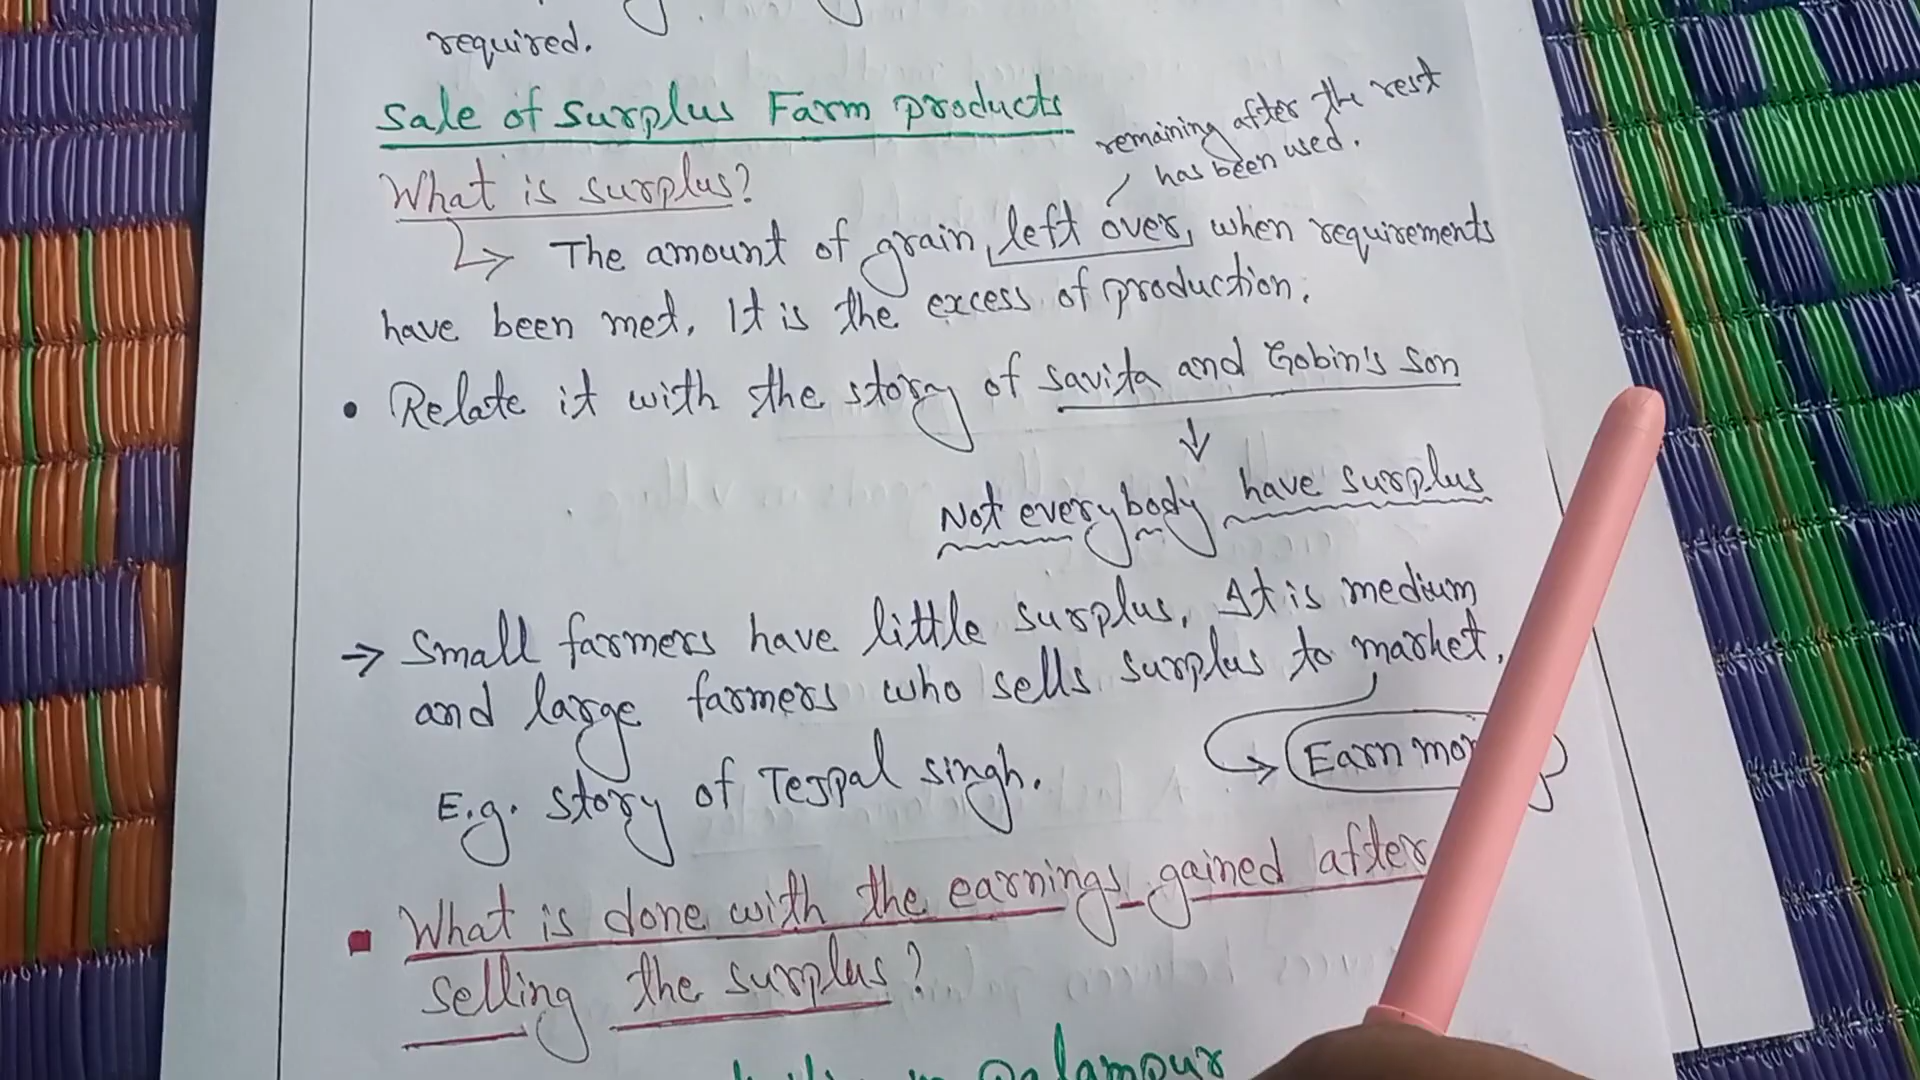 required.
Sale of Surplus Farm products
remaining after the rest
has been used.
What is surplus?
↳ The amount of grain left over, when requirements
have been met. It is the excess of production.
• Relate it with the story of savita and Gobin's son
↓
Not everybody have surplus
→ Small farmers have little surplus. It is medium
and large farmers who sells surplus to market.
→ Earn
E.g. story of Tejpal singh.
▪ What is done with the earnings gained after
selling the surplus?
in Palampur